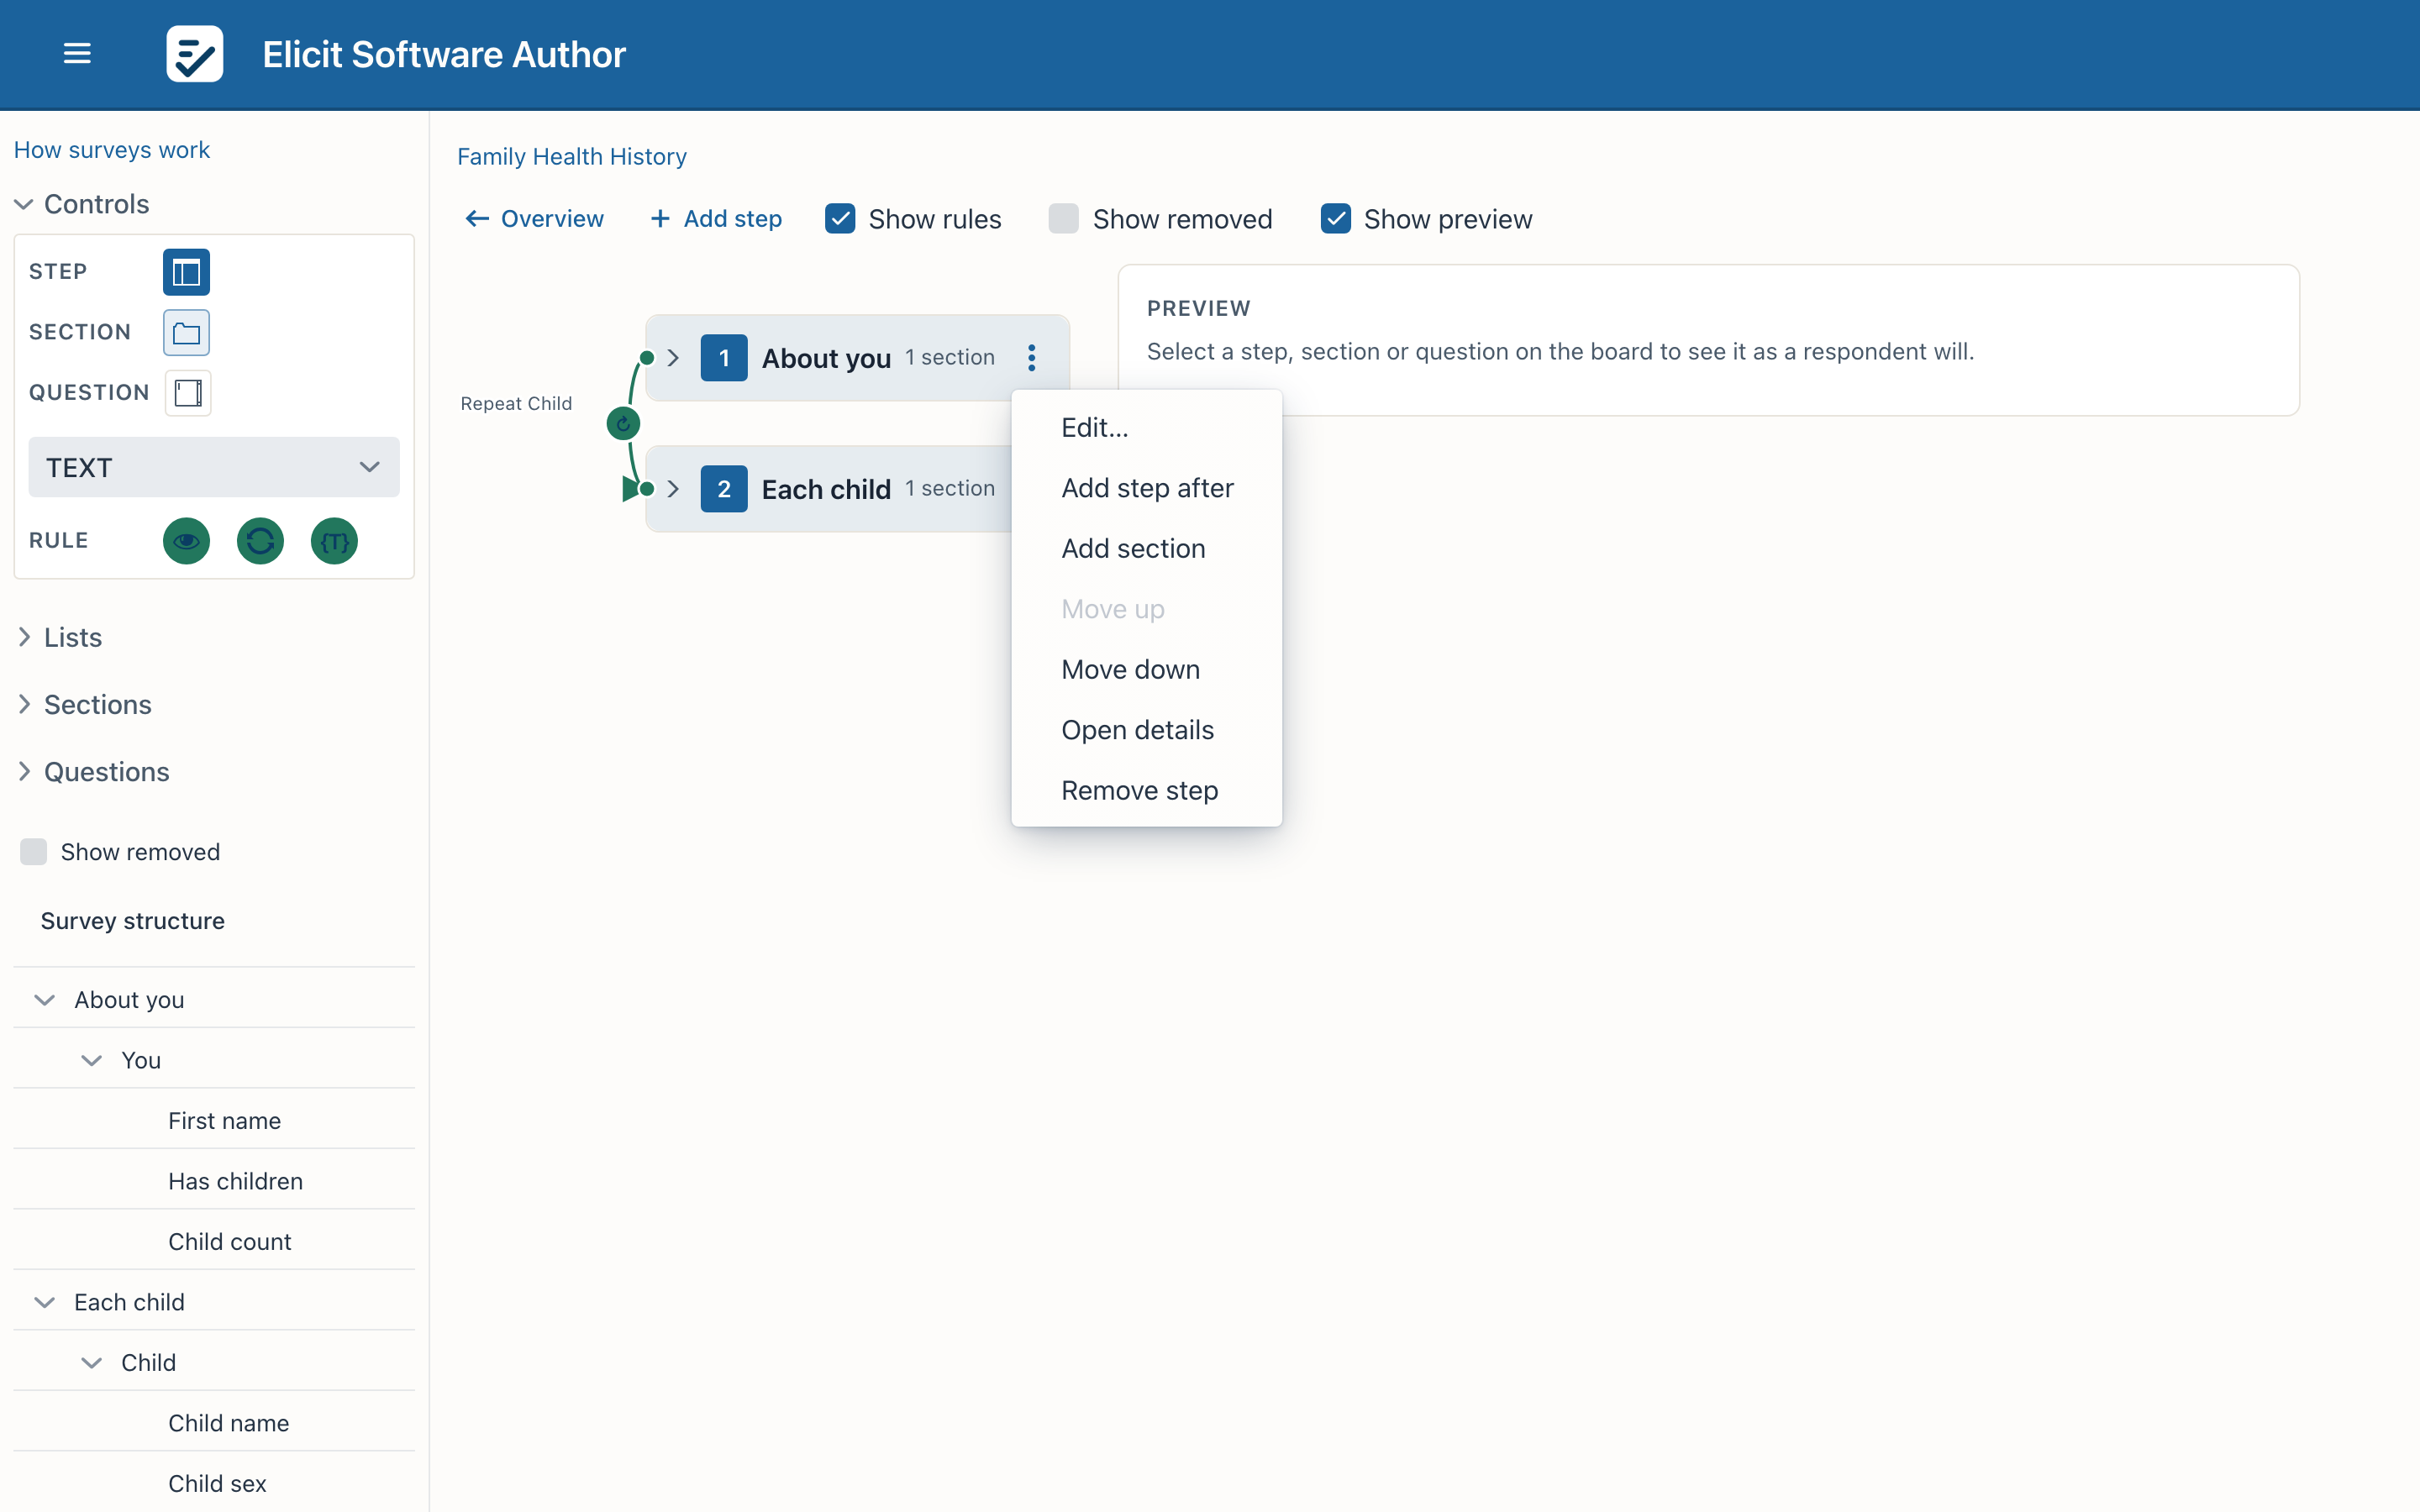 Elicit Software Author
How surveys work
Controls
STEP
SECTION
QUESTION
TEXT
RULE
{T}
Lists
Sections
Questions
Show removed
Survey structure
About you
You
First name
Has children
Child count
Each child
Child
Child name
Child sex
Family Health History
Overview
Add step
Show rules
Show removed
Show preview
Repeat Child
1 About you 1 section
2 Each child 1 section
Edit...
Add step after
Add section
Move up
Move down
Open details
Remove step
PREVIEW
Select a step, section or question on the board to see it as a respondent will.